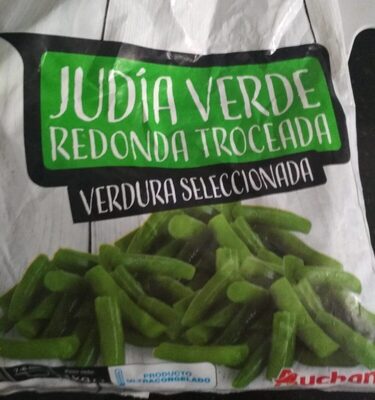 JUDÍA VERDE
REDONDA TROCEADA
VERDURA SELECCIONADA
PRODUCTO
ULTRACONGELADO
Auchan